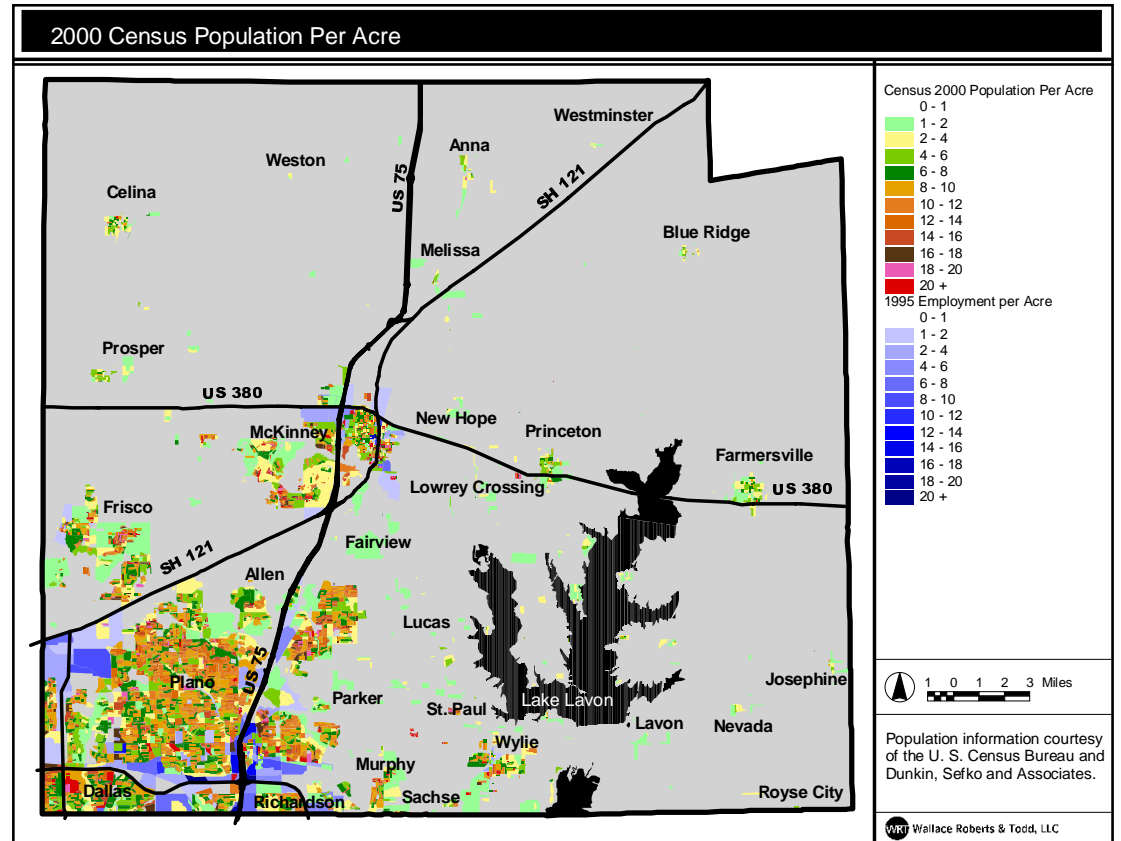 2000 Census Population Per Acre
Westminster
Anna
Weston
US 75
SH 121
Celina
Blue Ridge
Melissa
Prosper
US 380
New Hope
McKinney
Princeton
Farmersville
Lowrey Crossing
US 380
Frisco
Fairview
SH 121
Allen
Lucas
US 75
Plano
Josephine
Parker
Lake Lavon
St. Paul
Lavon
Nevada
Wylie
Murphy
Dallas
Royse City
Sachse
Richardson
Census 2000 Population Per Acre
0 - 1
1 - 2
2 - 4
4 - 6
6 - 8
8 - 10
10 - 12
12 - 14
14 - 16
16 - 18
18 - 20
20 +
1995 Employment per Acre
0 - 1
1 - 2
2 - 4
4 - 6
6 - 8
8 - 10
10 - 12
12 - 14
14 - 16
16 - 18
18 - 20
20 +
1 0 1 2 3 Miles
Population information courtesy
of the U. S. Census Bureau and
Dunkin, Sefko and Associates.
WRT Wallace Roberts & Todd, LLC